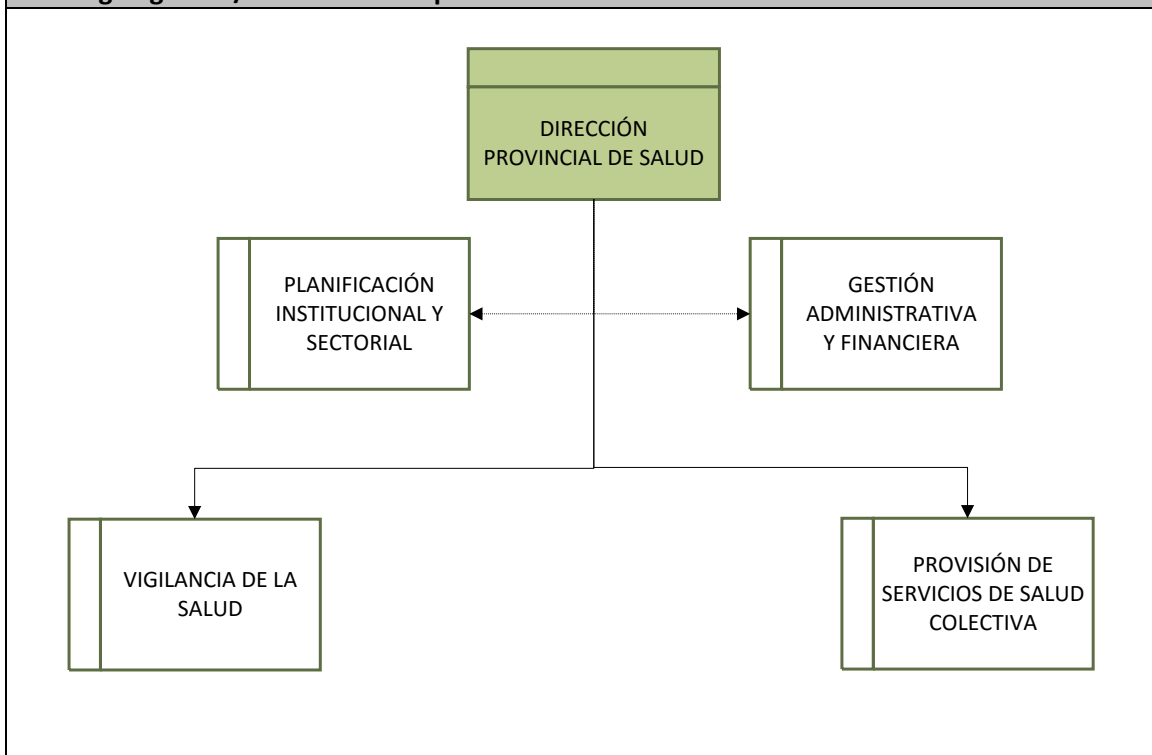 DIRECCIÓN
PROVINCIAL DE SALUD
PLANIFICACIÓN
INSTITUCIONAL Y
SECTORIAL
GESTIÓN
ADMINISTRATIVA
Y FINANCIERA
VIGILANCIA DE LA
SALUD
PROVISIÓN DE
SERVICIOS DE SALUD
COLECTIVA